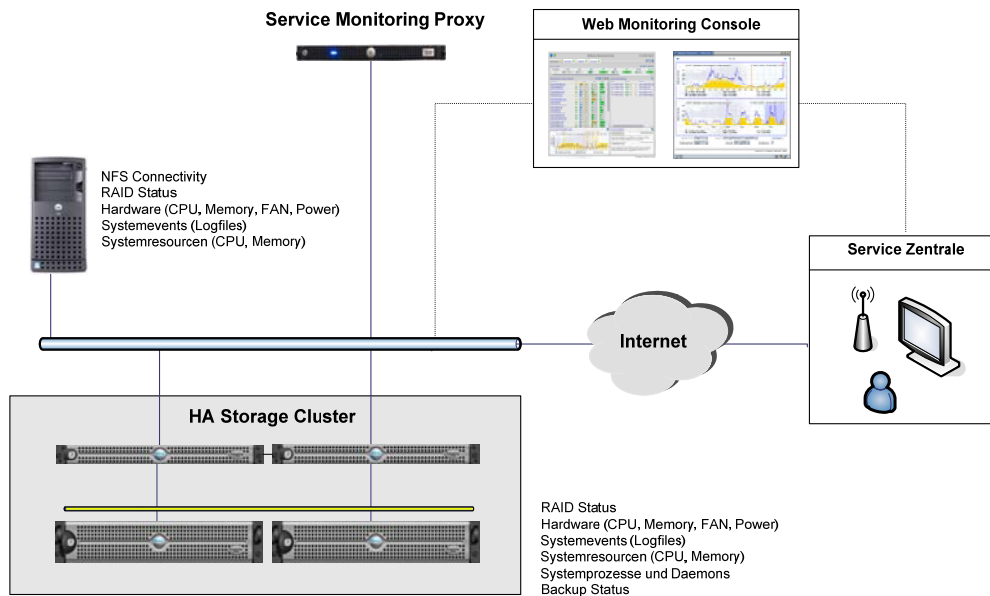 Service Monitoring Proxy
Web Monitoring Console
NFS Connectivity
RAID Status
Hardware (CPU, Memory, FAN, Power)
Systemevents (Logfiles)
Systemresourcen (CPU, Memory)
Service Zentrale
Internet
HA Storage Cluster
RAID Status
Hardware (CPU, Memory, FAN, Power)
Systemevents (Logfiles)
Systemresourcen (CPU, Memory)
Systemprozesse und Daemons
Backup Status